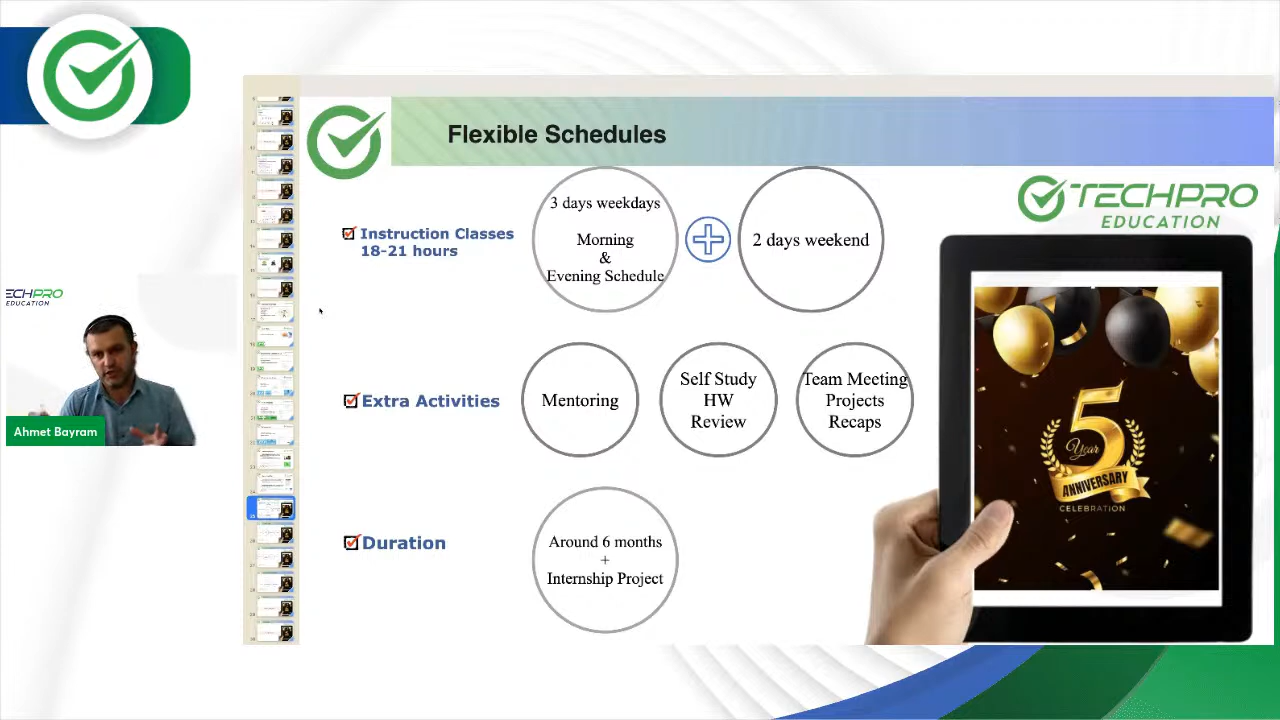 Flexible Schedules
TECHPRO
EDUCATION
Instruction Classes
18-21 hours
3 days weekdays
Morning
&
Evening Schedule
2 days weekend
ECHPRO
EDUCATION
Ahmet Bayram
Extra Activities
Mentoring
Self Study
HW
Review
Team Meeting
Projects
Recaps
5
Year
ANNIVERSARY
CELEBRATION
Duration
Around 6 months
+
Internship Project